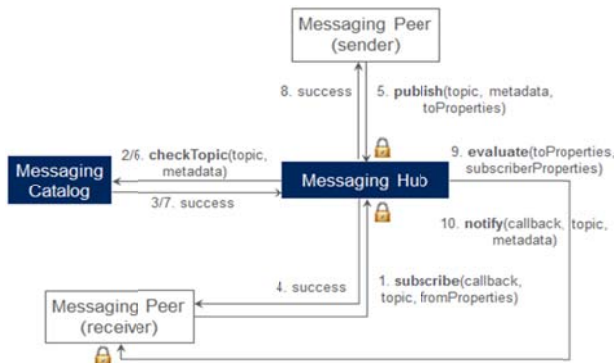 Messaging Peer
(sender)
8. success
5. publish(topic, metadata,
toProperties)
2/6. checkTopic(topic,
metadata)
9. evaluate(toProperties,
subscriberProperties)
Messaging
Catalog
Messaging Hub
3/7. success
10. notify(callback, topic,
metadata)
4. success
1. subscribe(callback,
topic, fromProperties)
Messaging Peer
(receiver)